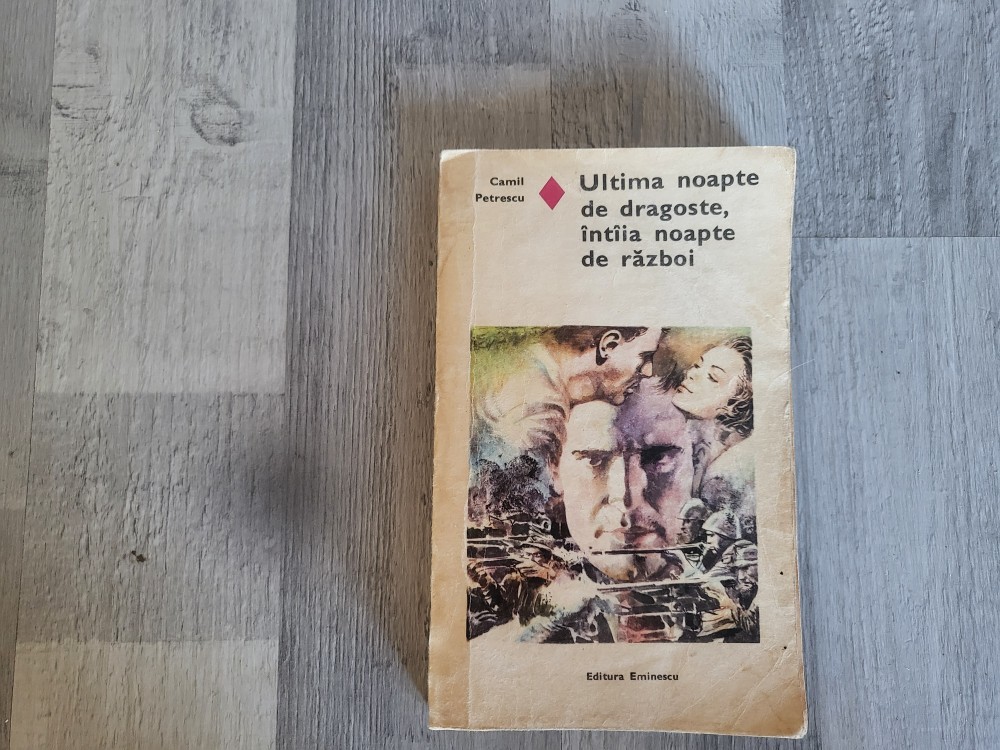 Camil
Petrescu
Ultima noapte
de dragoste,
întîia noapte
de război
Editura Eminescu